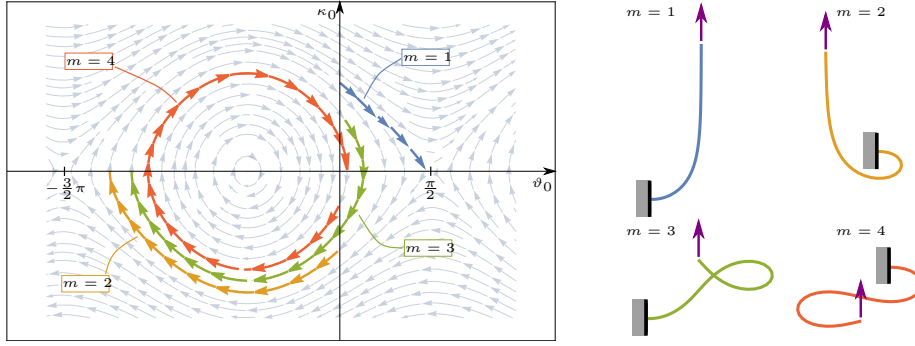 κ₀
m = 4
m = 1
−3/2 π
π/2
ϑ₀
m = 3
m = 2
m = 1
m = 2
m = 3
m = 4